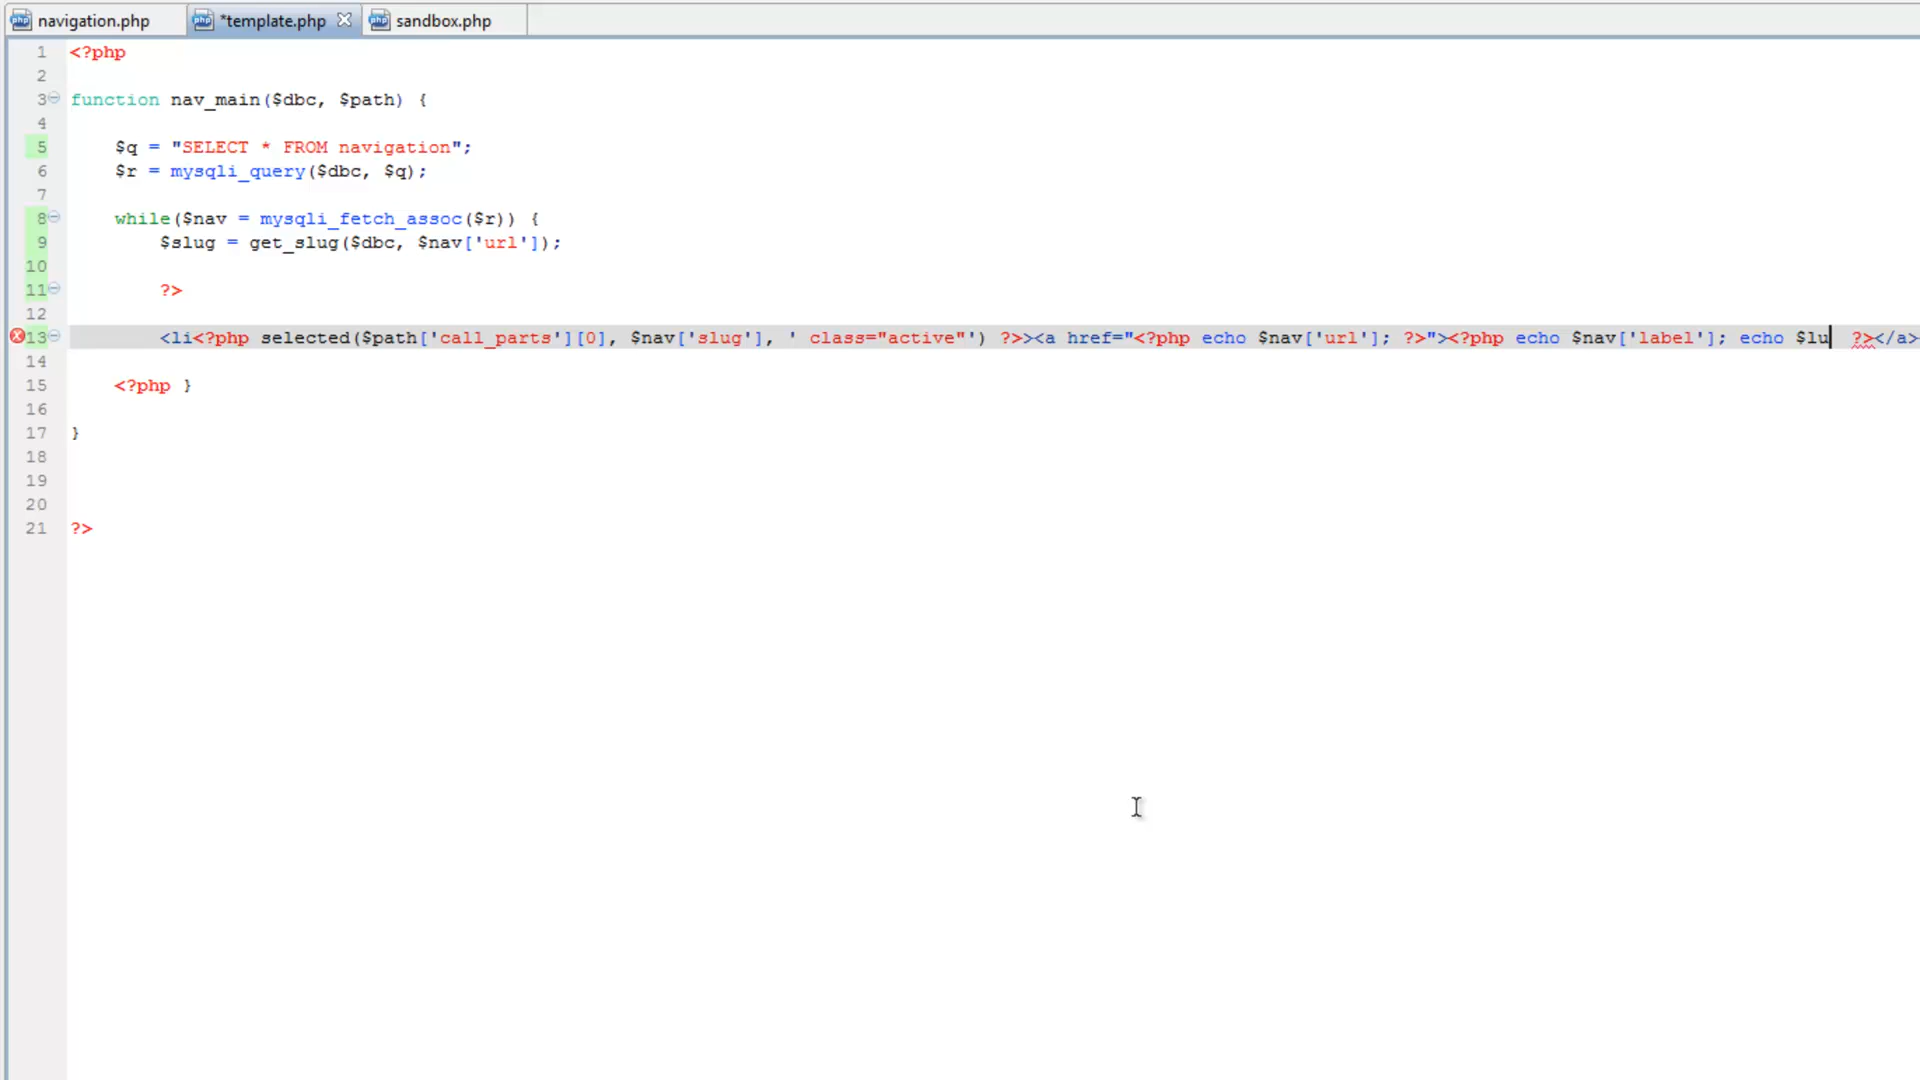 navigation.php *template.php sandbox.php
1 <?php
2
3 function nav_main($dbc, $path) {
4
5 $q = "SELECT * FROM navigation";
6 $r = mysqli_query($dbc, $q);
7
8 while($nav = mysqli_fetch_assoc($r)) {
9 $slug = get_slug($dbc, $nav['url']);
10
11 ?>
12
13 <li<?php selected($path['call_parts'][0], $nav['slug'], ' class="active"') ?>><a href="<?php echo $nav['url']; ?>"><?php echo $nav['label']; echo $lu ?></a>
14
15 <?php }
16
17 }
18
19
20
21 ?>